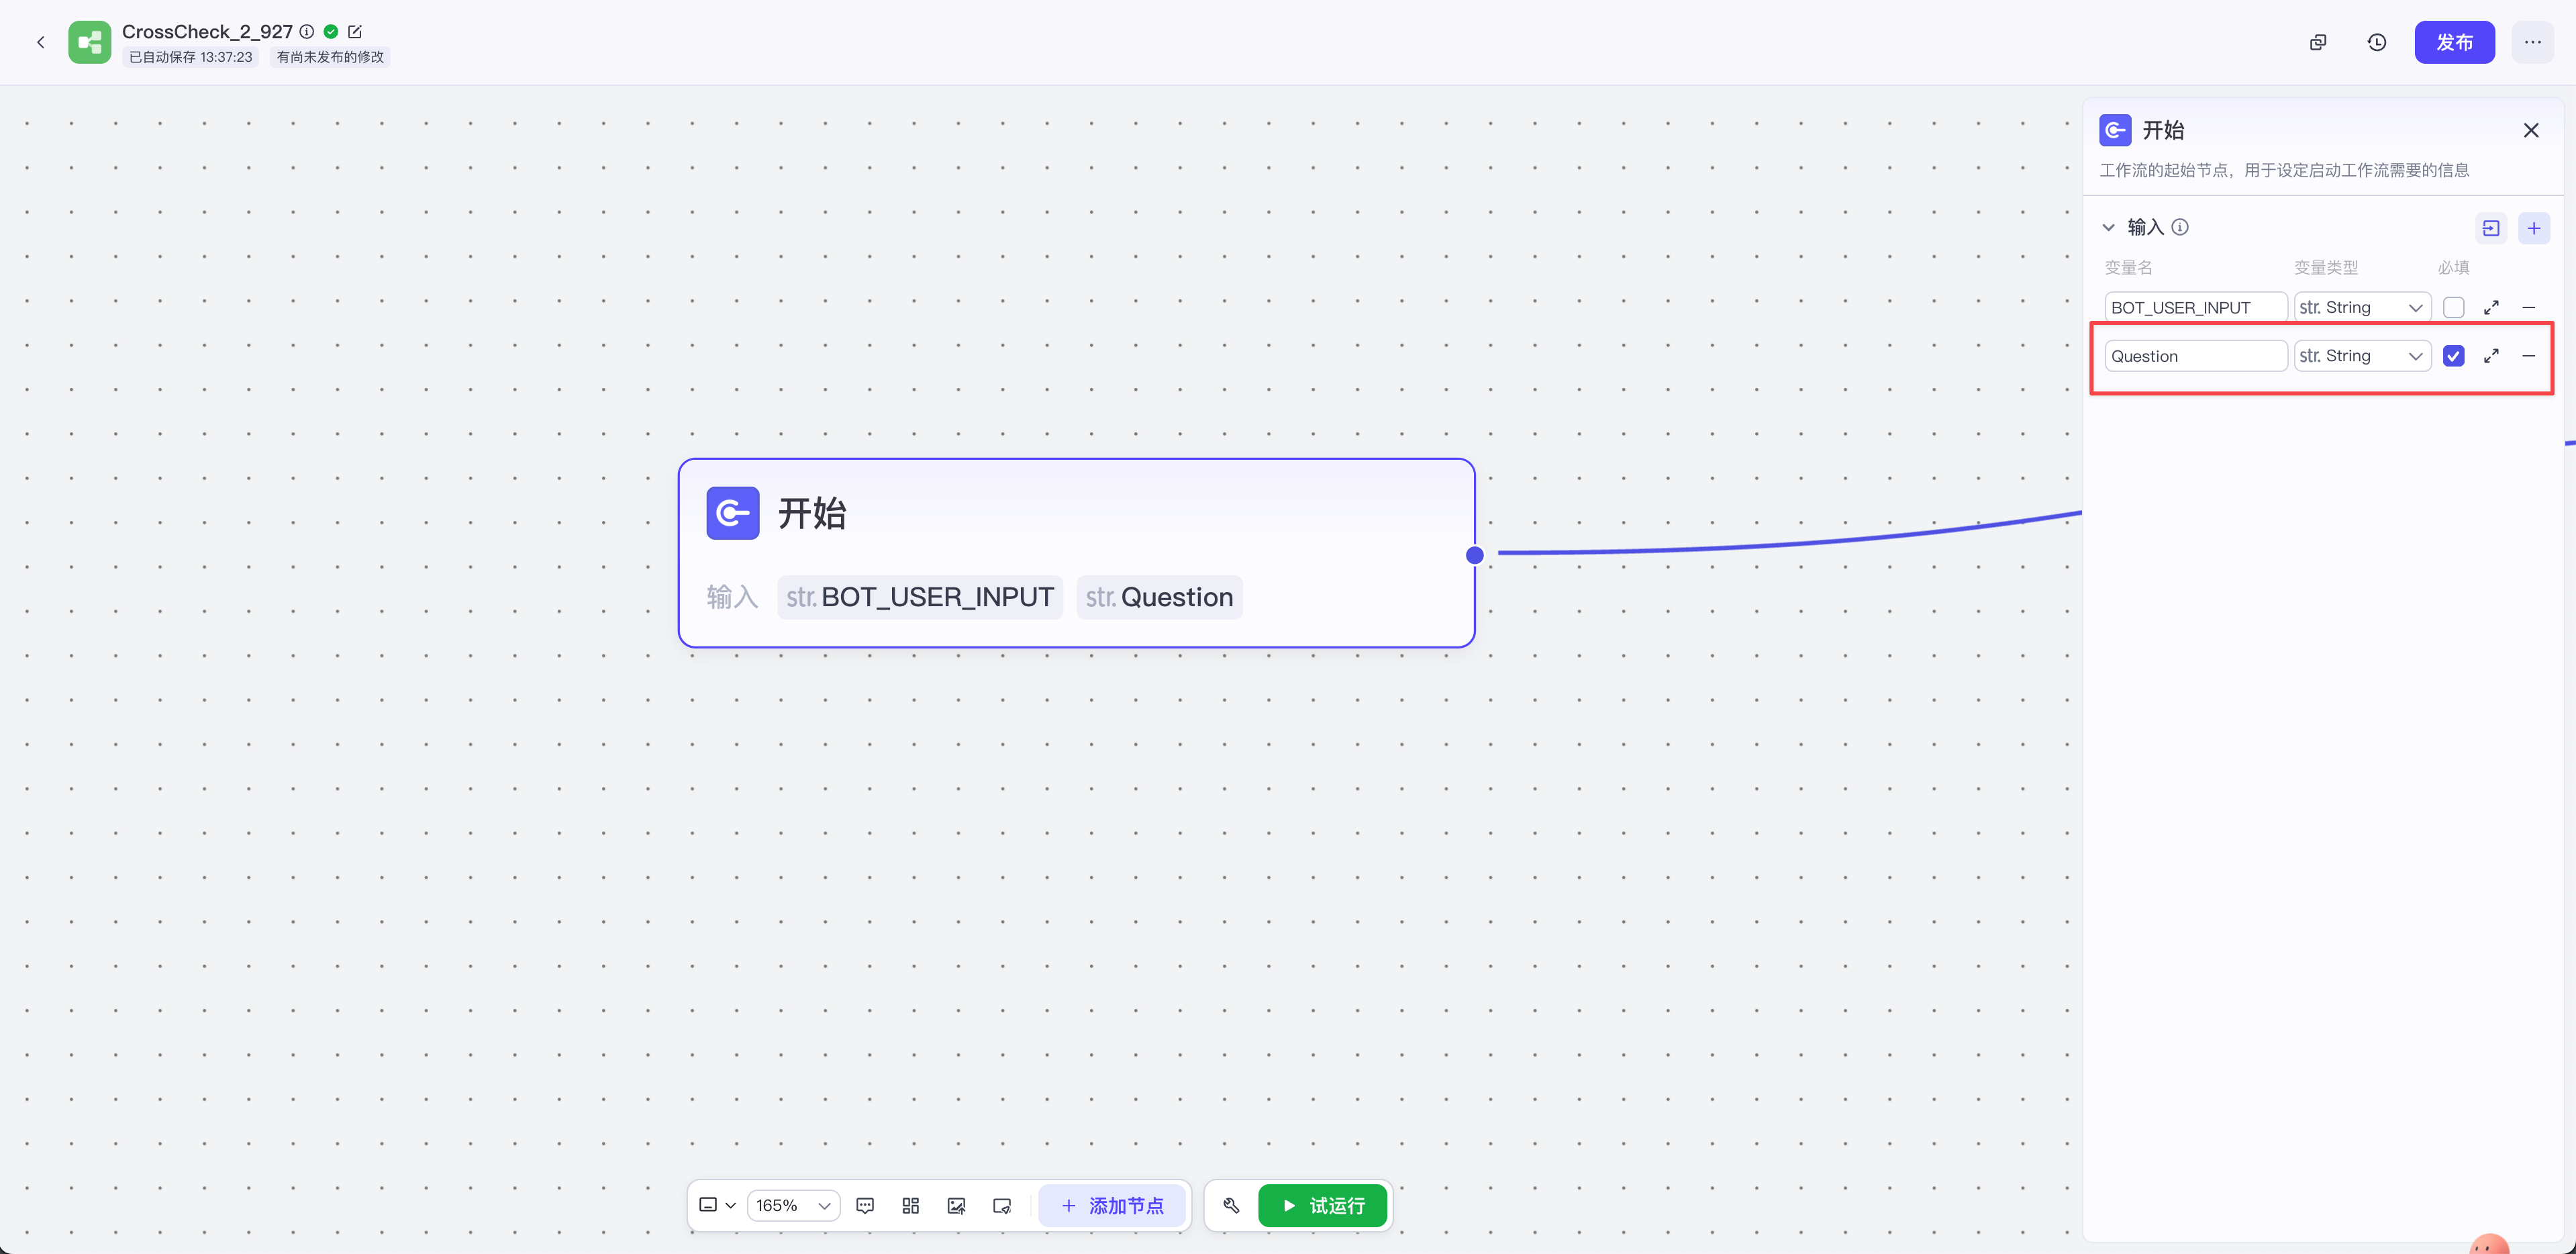 CrossCheck_2_927
已自动保存 13:37:23 有尚未发布的修改
发布
开始
工作流的起始节点，用于设定启动工作流需要的信息
输入
变量名 变量类型 必填
BOT_USER_INPUT str. String
Question str. String
开始
输入 str. BOT_USER_INPUT str. Question
165% 添加节点 试运行